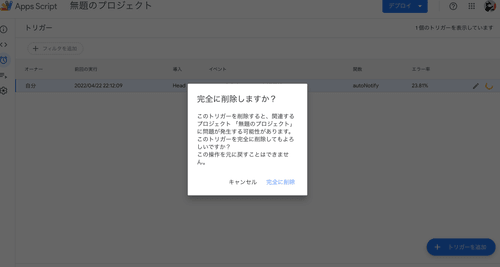 Apps Script 無題のプロジェクト
デプロイ
トリガー
1 個のトリガーを表示しています
フィルタを追加
オーナー 前回の実行 導入 イベント 関数 エラー率
自分 2022/04/22 22:12:09 Head autoNotify 23.81%
完全に削除しますか?
このトリガーを削除すると、関連する
プロジェクト 「無題のプロジェクト」
に問題が発生する可能性があります。
このトリガーを完全に削除してもよろ
しいですか?
この操作を元に戻すことはできませ
ん。
キャンセル 完全に削除
トリガーを追加